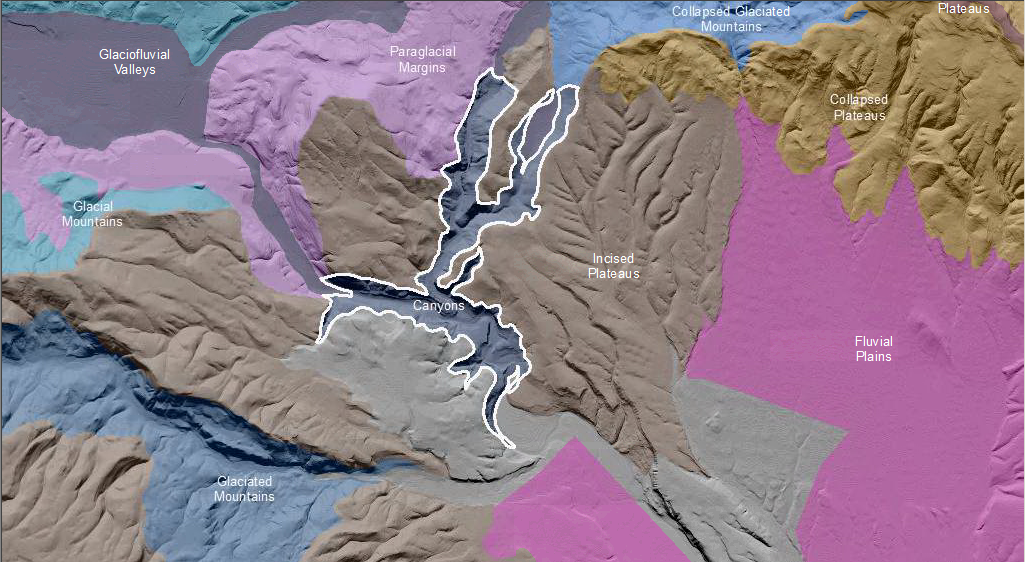 Collapsed Glaciated
Mountains
Plateaus
Glaciofluvial
Valleys
Paraglacial
Margins
Collapsed
Plateaus
Glacial
Mountains
Incised
Plateaus
Canyons
Fluvial
Plains
Glaciated
Mountains